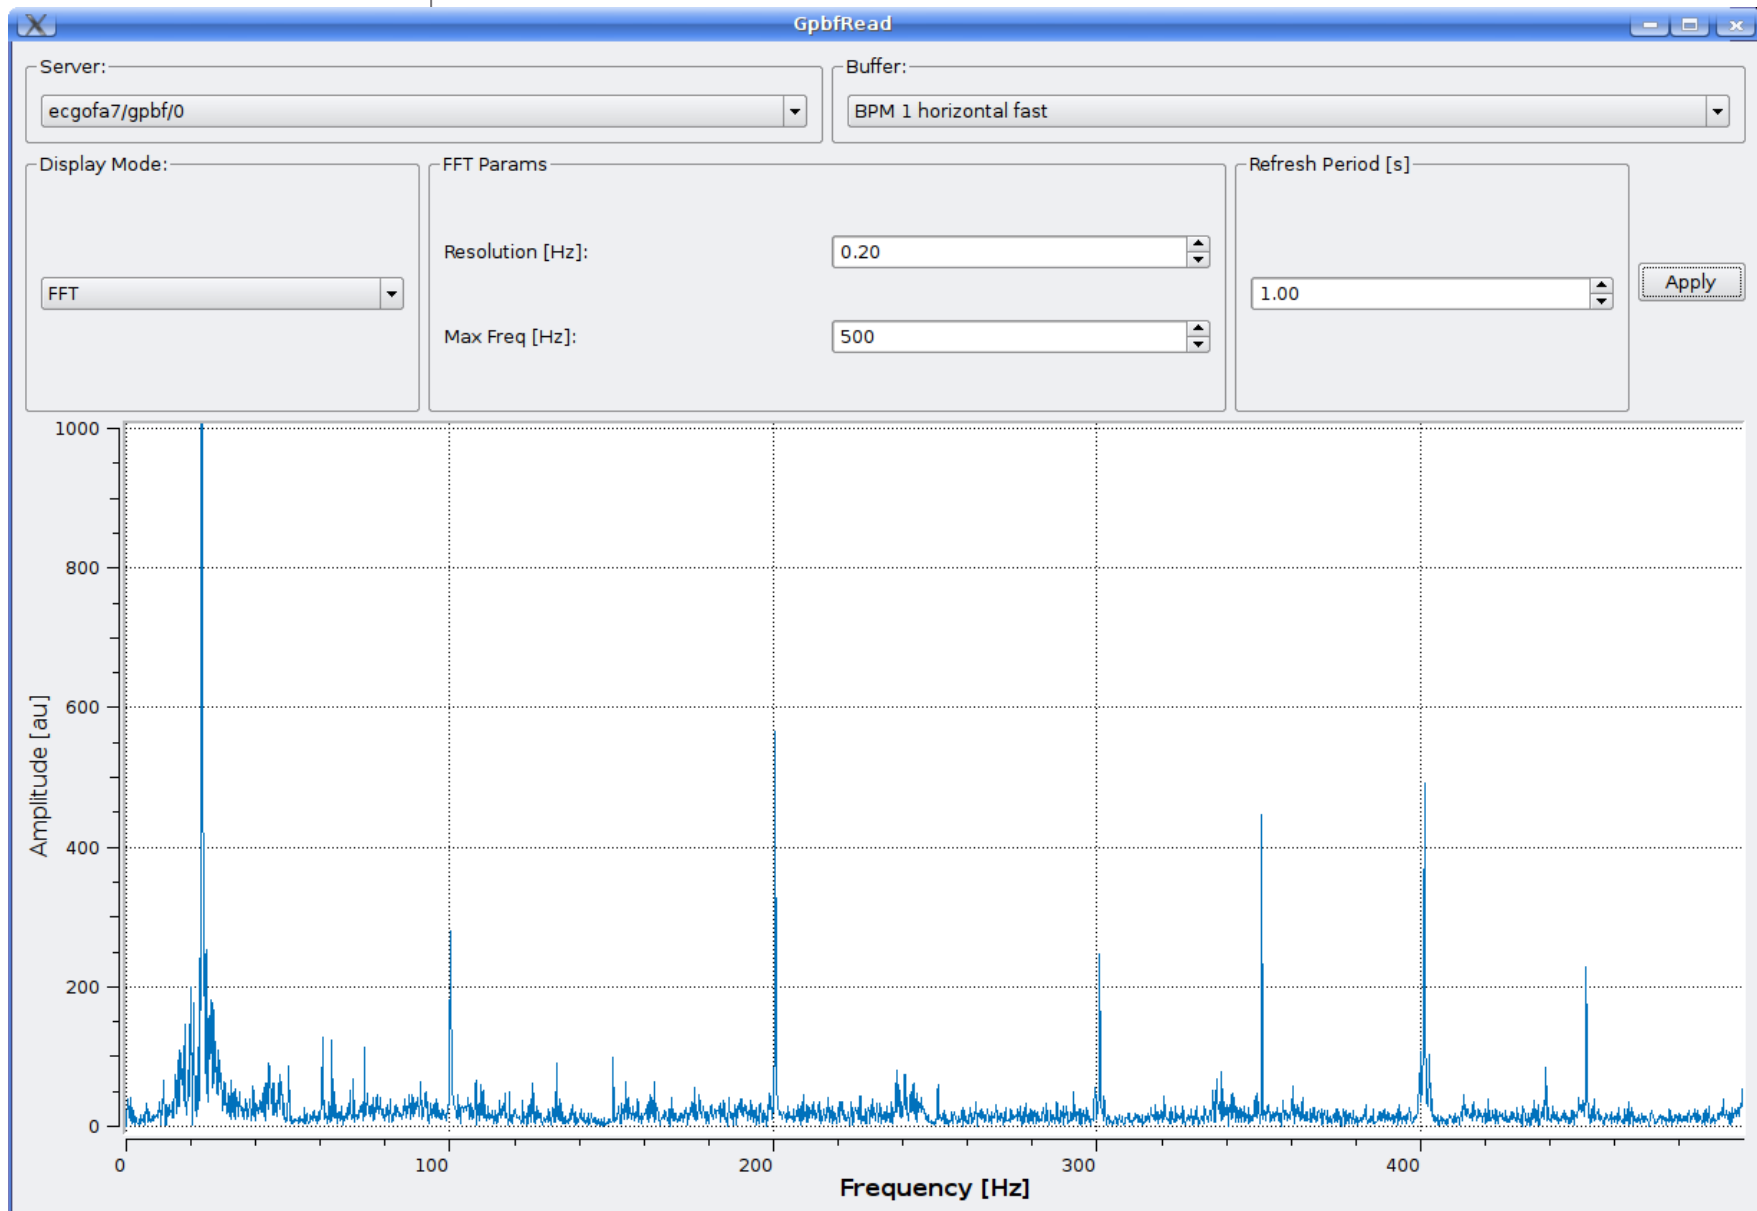 GpbfRead
Server:
Buffer:
ecgofa7/gpbf/0
BPM 1 horizontal fast
Display Mode:
FFT Params
Refresh Period [s]
Resolution [Hz]:
0.20
FFT
1.00
Apply
Max Freq [Hz]:
500
1000
800
600
400
200
0
Amplitude [au]
0
100
200
300
400
Frequency [Hz]